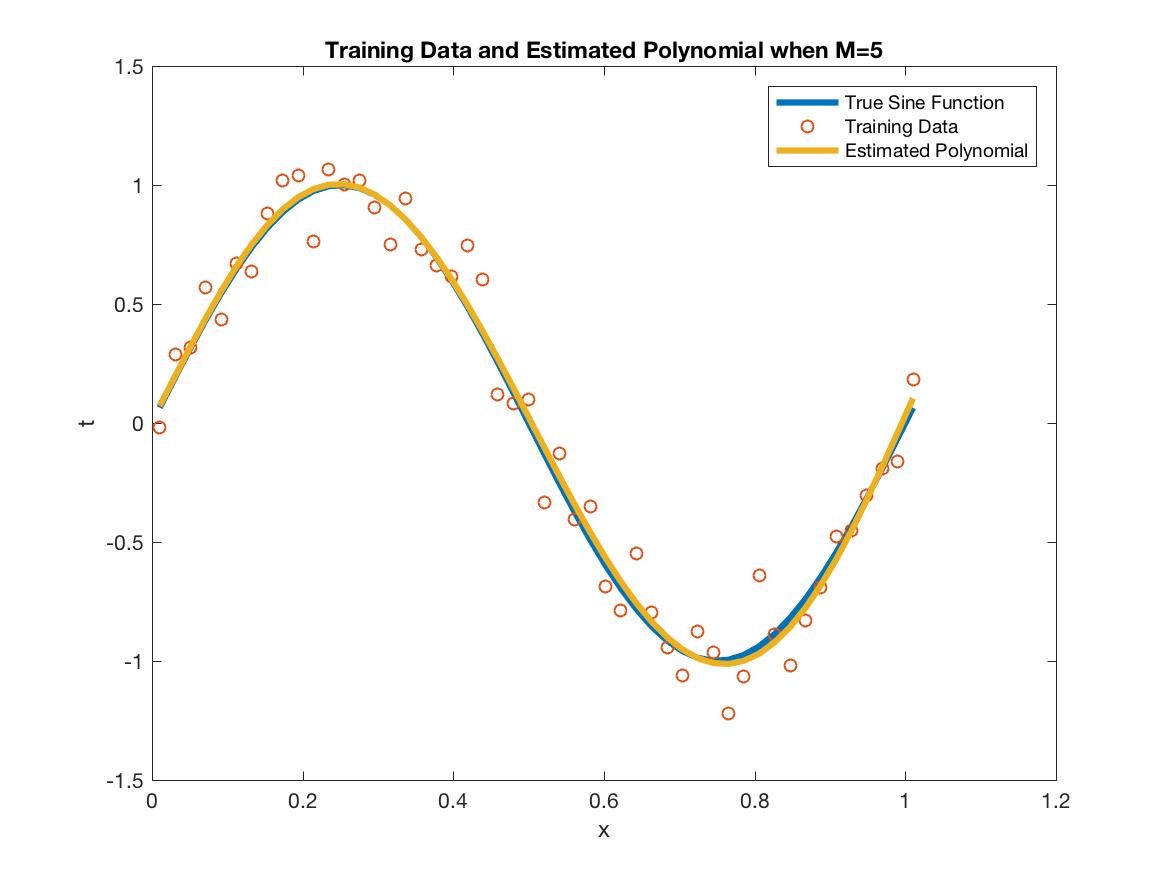 Training Data and Estimated Polynomial when M=5
1.5
True Sine Function
Training Data
Estimated Polynomial
1
0.5
t
0
-0.5
-1
-1.5
0 0.2 0.4 0.6 0.8 1 1.2
x